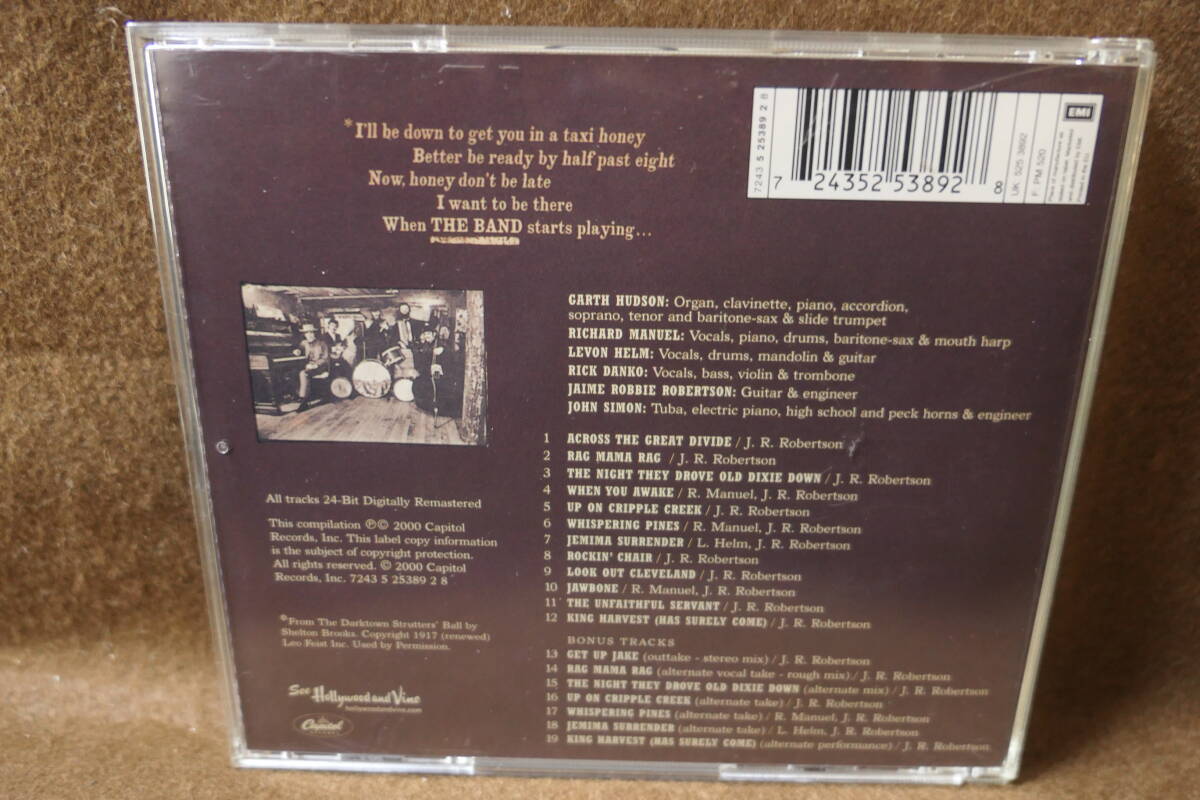 *I'll be down to get you in a taxi honey
Better be ready by half past eight
Now, honey don't be late
I want to be there
When THE BAND starts playing...
7243 5 25389 2 8
7 24352 53892 8
UK: 525 3892
F: PM 520
EMI
GARTH HUDSON: Organ, clavinette, piano, accordion,
soprano, tenor and baritone-sax & slide trumpet
RICHARD MANUEL: Vocals, piano, drums, baritone-sax & mouth harp
LEVON HELM: Vocals, drums, mandolin & guitar
RICK DANKO: Vocals, bass, violin & trombone
JAIME ROBBIE ROBERTSON: Guitar & engineer
JOHN SIMON: Tuba, electric piano, high school and peck horns & engineer
1 ACROSS THE GREAT DIVIDE / J. R. Robertson
2 RAG MAMA RAG / J. R. Robertson
3 THE NIGHT THEY DROVE OLD DIXIE DOWN / J. R. Robertson
4 WHEN YOU AWAKE / R. Manuel, J. R. Robertson
5 UP ON CRIPPLE CREEK / J. R. Robertson
6 WHISPERING PINES / R. Manuel, J. R. Robertson
7 JEMIMA SURRENDER / L. Helm, J. R. Robertson
8 ROCKIN' CHAIR / J. R. Robertson
9 LOOK OUT CLEVELAND / J. R. Robertson
10 JAWBONE / R. Manuel, J. R. Robertson
11 THE UNFAITHFUL SERVANT / J. R. Robertson
12 KING HARVEST (HAS SURELY COME) / J. R. Robertson
BONUS TRACKS
13 GET UP JAKE (outtake - stereo mix) / J. R. Robertson
14 RAG MAMA RAG (alternate vocal take - rough mix) / J. R. Robertson
15 THE NIGHT THEY DROVE OLD DIXIE DOWN (alternate mix) / J. R. Robertson
16 UP ON CRIPPLE CREEK (alternate take) / J. R. Robertson
17 WHISPERING PINES (alternate take) / R. Manuel, J. R. Robertson
18 JEMIMA SURRENDER (alternate take) / L. Helm, J. R. Robertson
19 KING HARVEST (HAS SURELY COME) (alternate performance) / J. R. Robertson
All tracks 24-Bit Digitally Remastered
This compilation ℗© 2000 Capitol
Records, Inc. This label copy information
is the subject of copyright protection.
All rights reserved. © 2000 Capitol
Records, Inc. 7243 5 25389 2 8
*From The Darktown Strutters' Ball by
Shelton Brooks. Copyright 1917 (renewed)
Leo Feist Inc. Used by Permission.
See Hollywood and Vine
hollywoodandvine.com
Capitol